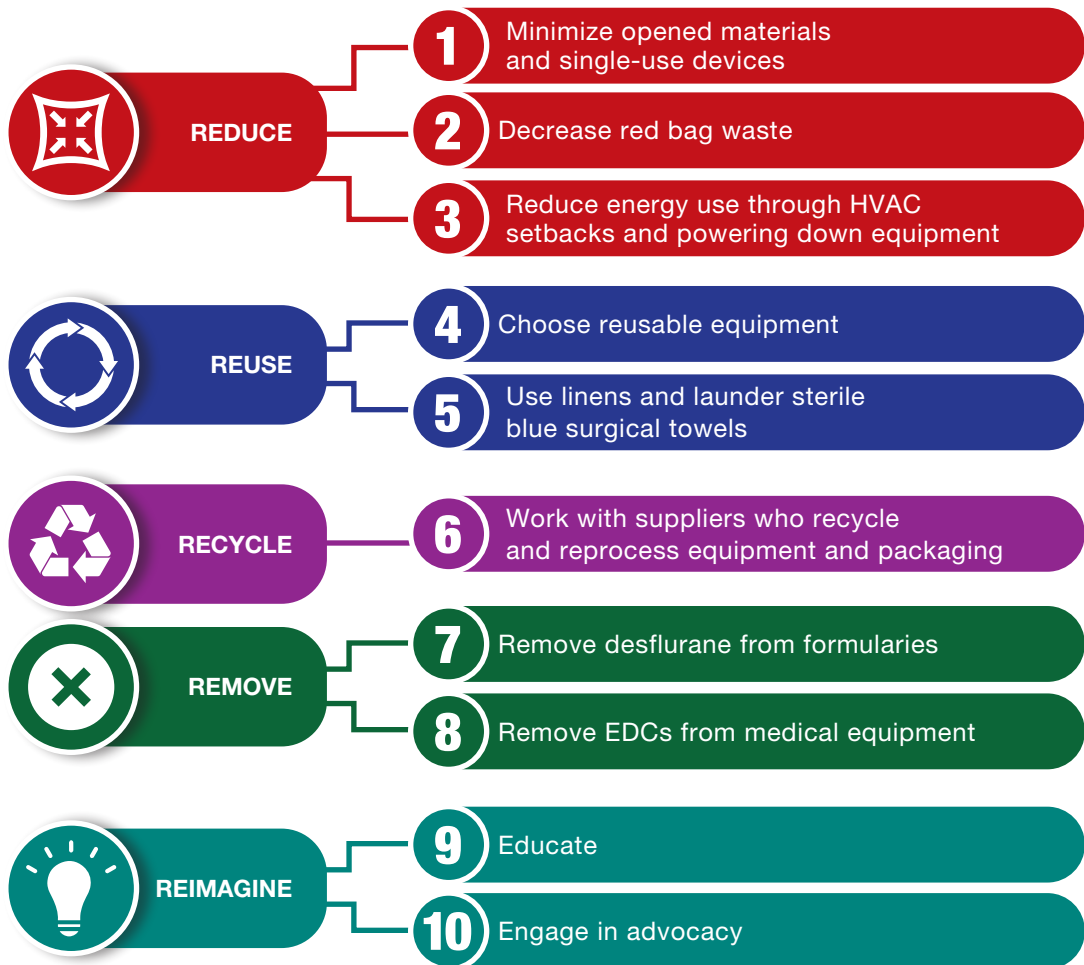 REDUCE
1
Minimize opened materials
and single-use devices
2
Decrease red bag waste
3
Reduce energy use through HVAC
setbacks and powering down equipment
REUSE
4
Choose reusable equipment
5
Use linens and launder sterile
blue surgical towels
RECYCLE
6
Work with suppliers who recycle
and reprocess equipment and packaging
REMOVE
7
Remove desflurane from formularies
8
Remove EDCs from medical equipment
REIMAGINE
9
Educate
10
Engage in advocacy